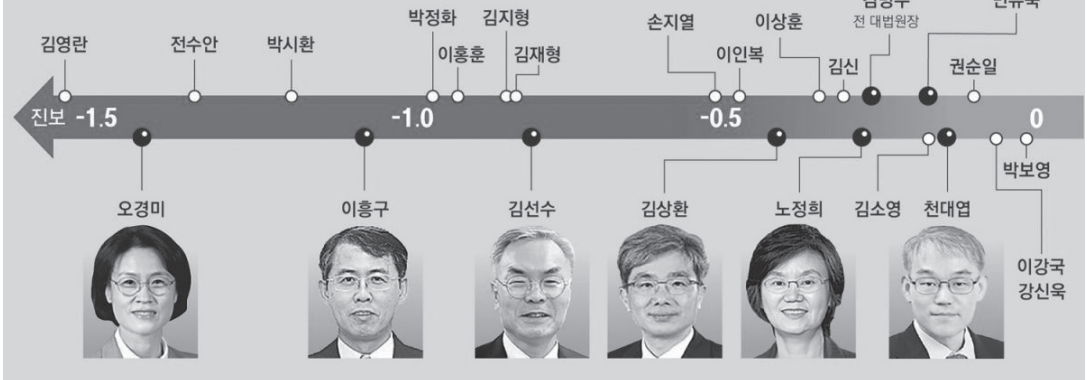 박정화
김지형
손지열
이상훈
전 대법원장
김영란
전수안
박시환
이홍훈
김재형
이인복
김신
권순일
진보 -1.5
-1.0
-0.5
0
박보영
오경미
이흥구
김선수
김상환
노정희
김소영
천대엽
이강국
강신욱